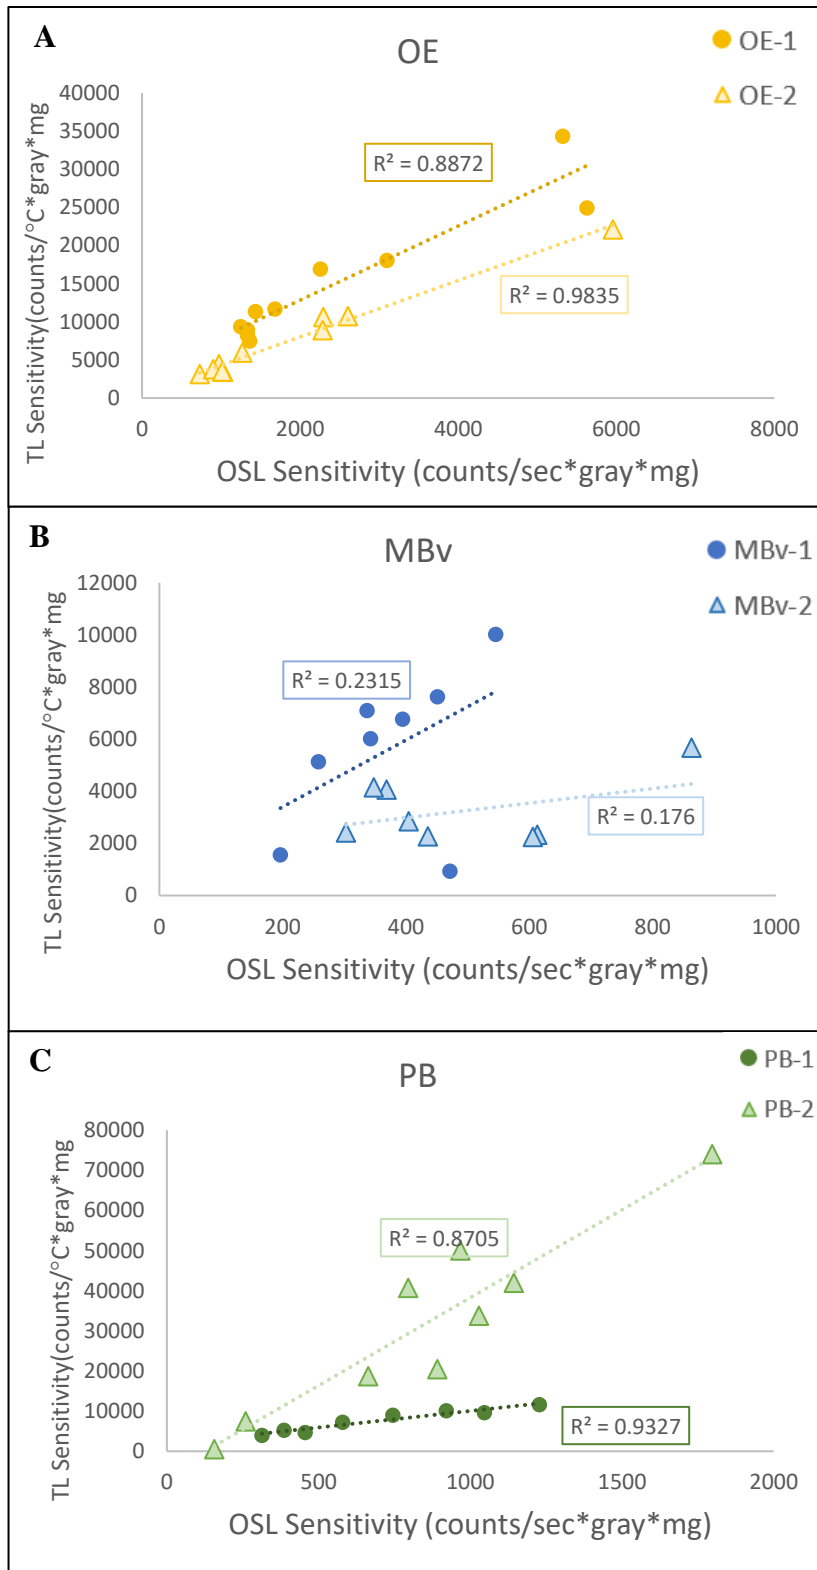 A
OE
OE-1
OE-2
TL Sensitivity(counts/°C*gray*mg)
40000
35000
30000
25000
20000
15000
10000
5000
0
R² = 0.8872
R² = 0.9835
0 2000 4000 6000 8000
OSL Sensitivity (counts/sec*gray*mg)
B
MBv
MBv-1
MBv-2
TL Sensitivity(counts/°C*gray*mg)
12000
10000
8000
6000
4000
2000
0
R² = 0.2315
R² = 0.176
0 200 400 600 800 1000
OSL Sensitivity (counts/sec*gray*mg)
C
PB
PB-1
PB-2
TL Sensitivity(counts/°C*gray*mg)
80000
70000
60000
50000
40000
30000
20000
10000
0
R² = 0.8705
R² = 0.9327
0 500 1000 1500 2000
OSL Sensitivity (counts/sec*gray*mg)